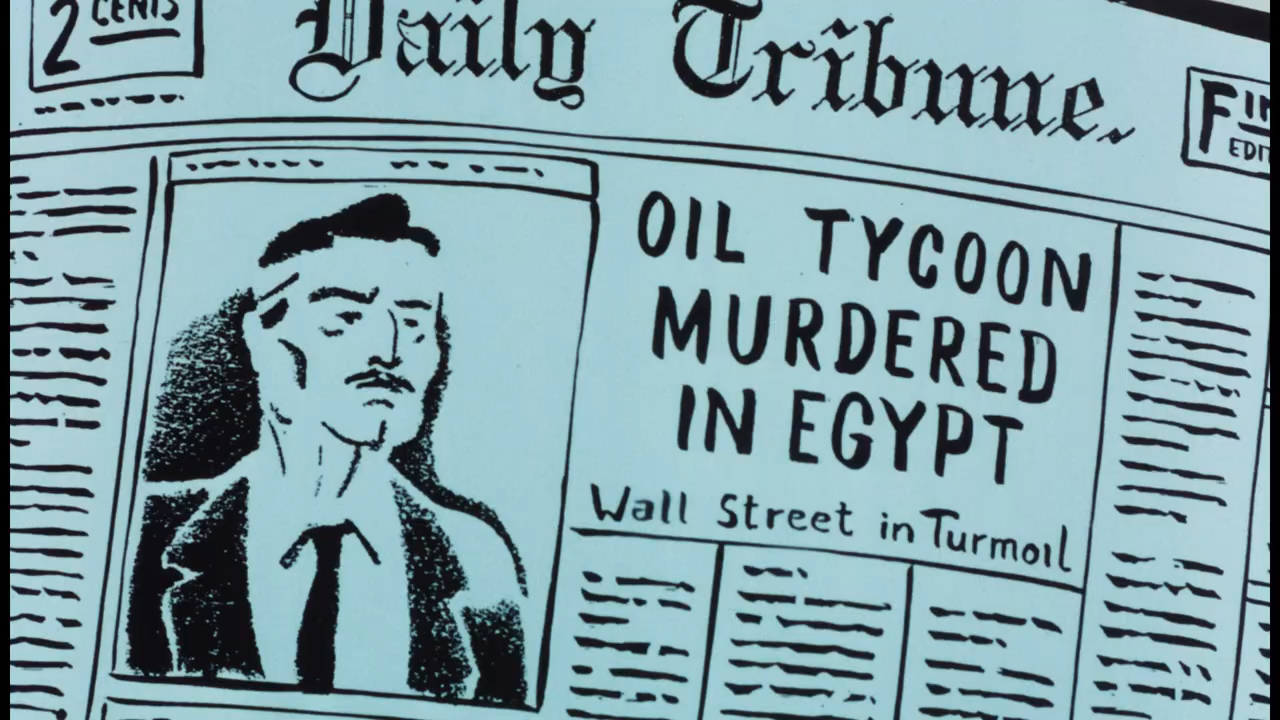 2 CENTS
Daily Tribune.
OIL TYCOON
MURDERED
IN EGYPT
Wall Street in Turmoil